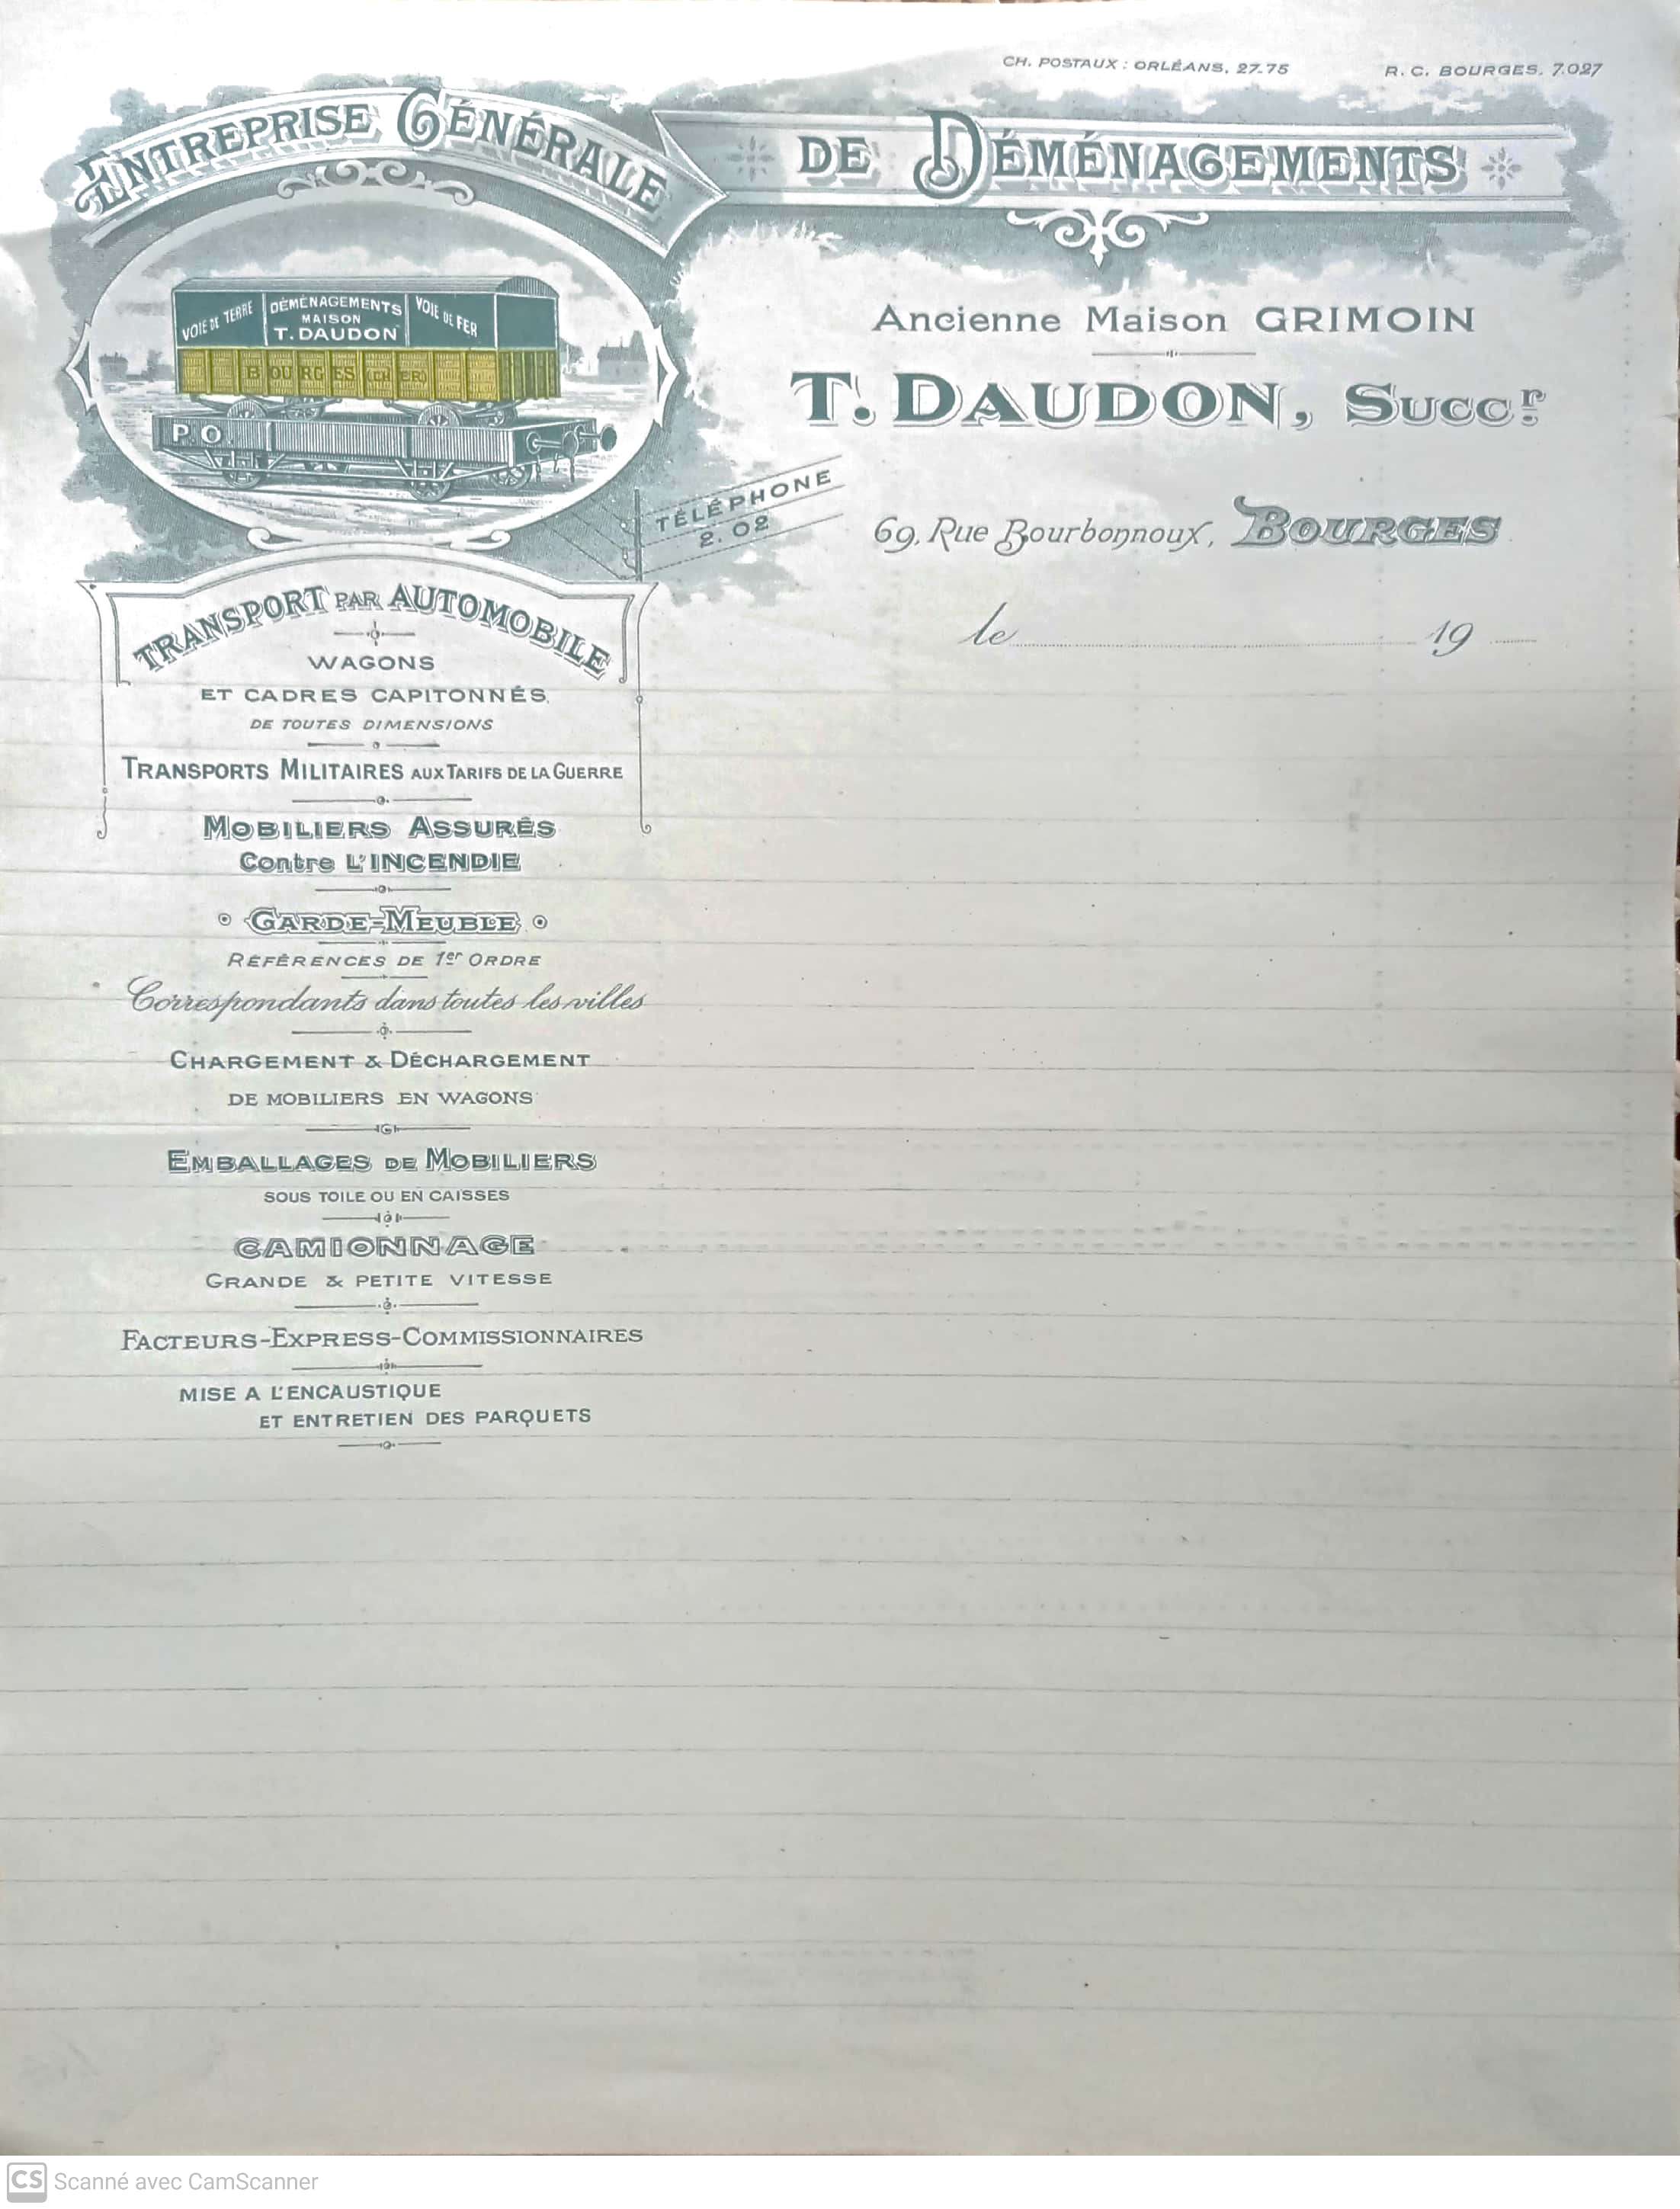 CH. POSTAUX : ORLÉANS, 27-75
R. C. BOURGES, 7.027
ENTREPRISE GÉNÉRALE DE DÉMÉNAGEMENTS
VOIE DE TERRE
DÉMÉNAGEMENTS
MAISON
T. DAUDON
VOIE DE FER
BOURGES (CHER)
P.O.
Ancienne Maison GRIMOIN
T. DAUDON, Succr.
TÉLÉPHONE
2.02
69, Rue Bourbonnoux, BOURGES
le 19
TRANSPORT PAR AUTOMOBILE
WAGONS
ET CADRES CAPITONNÉS
DE TOUTES DIMENSIONS
TRANSPORTS MILITAIRES AUX TARIFS DE LA GUERRE
MOBILIERS ASSURÉS
Contre L'INCENDIE
GARDE-MEUBLE
RÉFÉRENCES DE 1er ORDRE
Correspondants dans toutes les villes
CHARGEMENT & DÉCHARGEMENT
DE MOBILIERS EN WAGONS
EMBALLAGES DE MOBILIERS
SOUS TOILE OU EN CAISSES
CAMIONNAGE
GRANDE & PETITE VITESSE
FACTEURS-EXPRESS-COMMISSIONNAIRES
MISE A L'ENCAUSTIQUE
ET ENTRETIEN DES PARQUETS
CS Scanné avec CamScanner